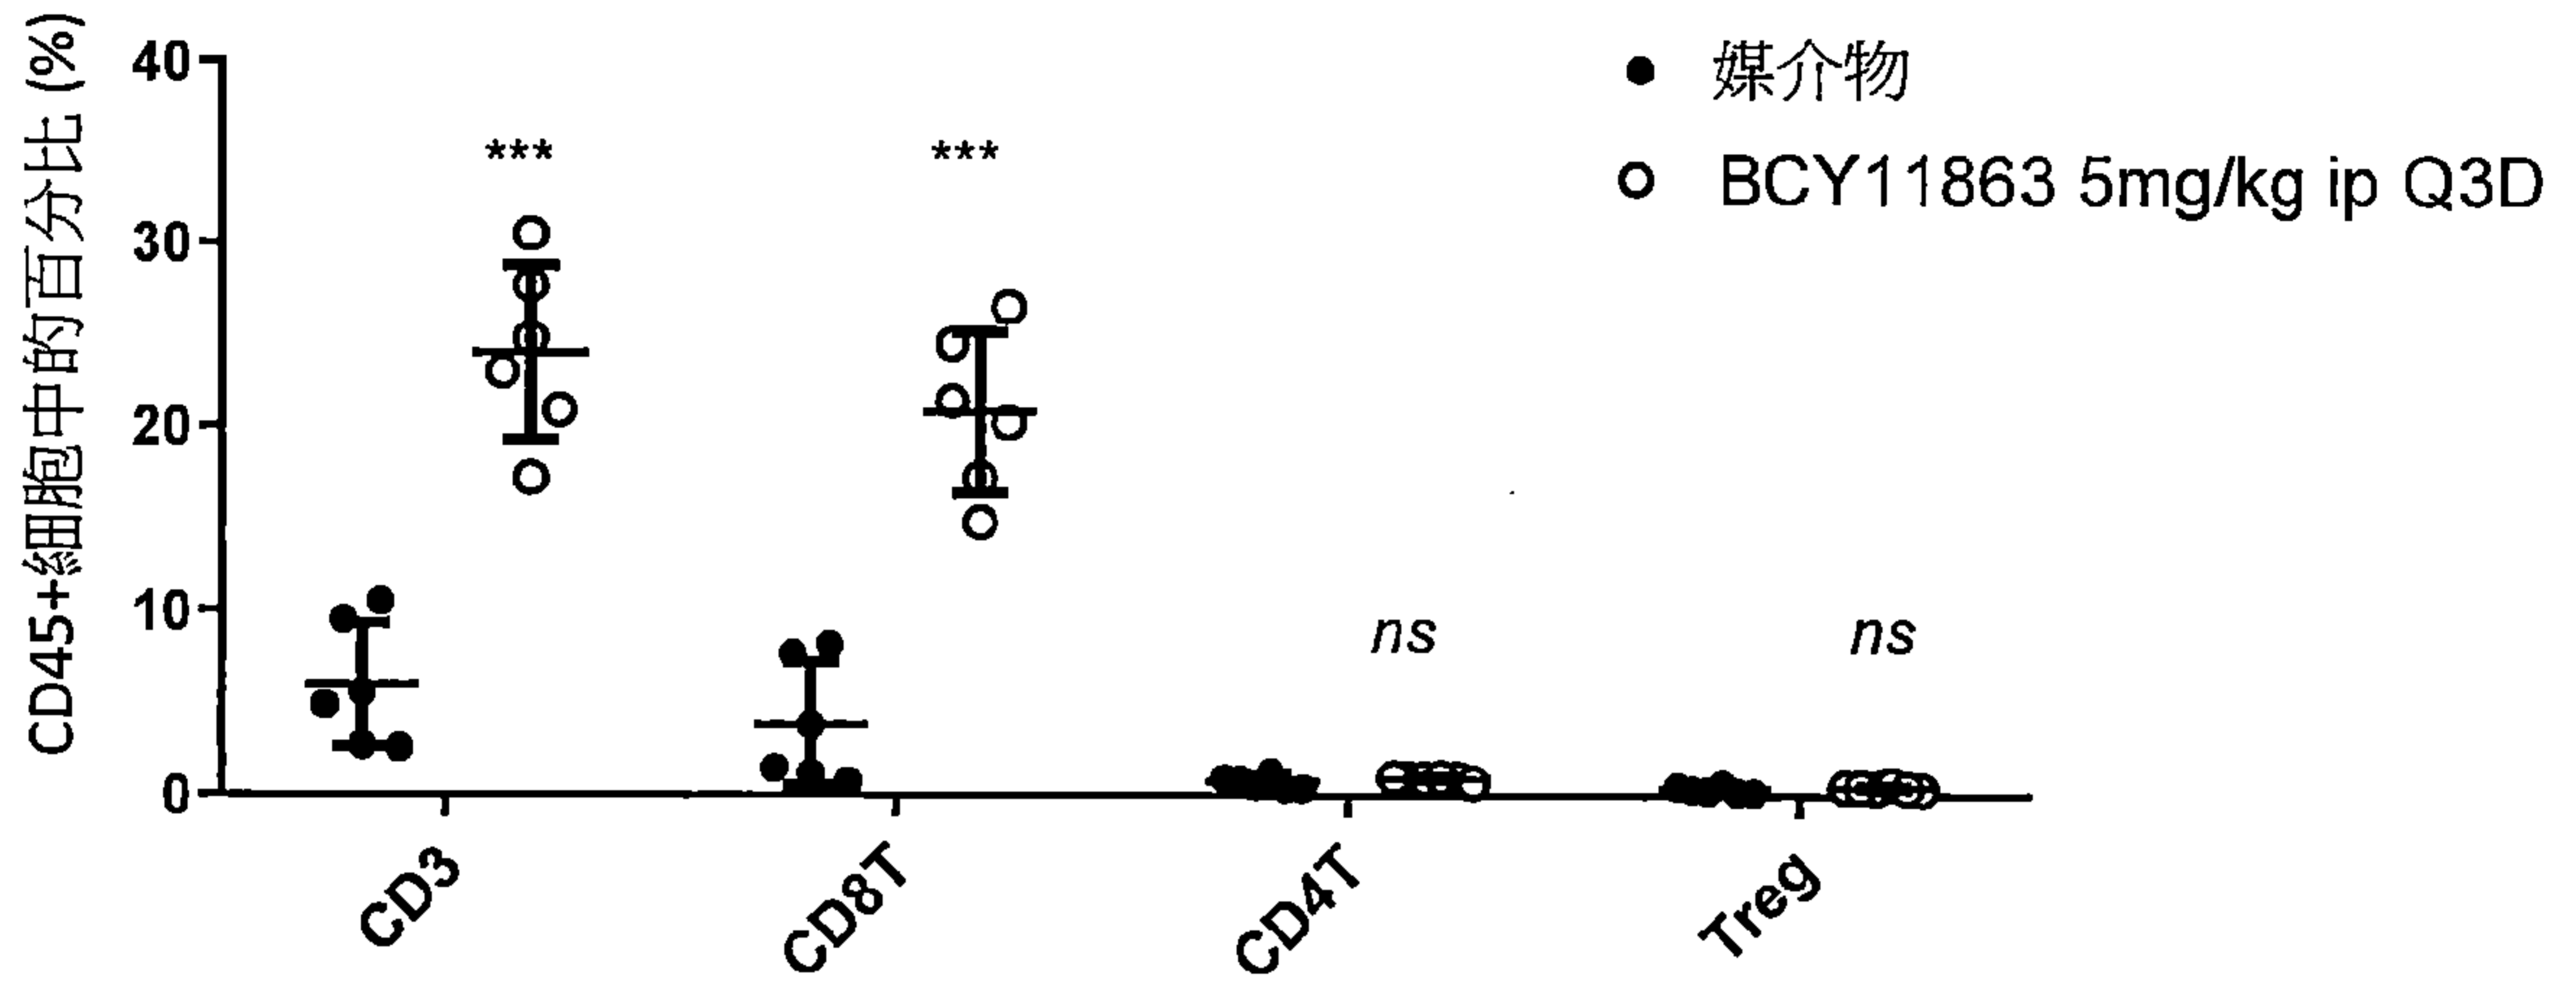 CD45+細胞中的百分比 (%)
40
30
20
10
0
***
***
ns
ns
媒介物
BCY11863 5mg/kg ip Q3D
CD3
CD8T
CD4T
Treg